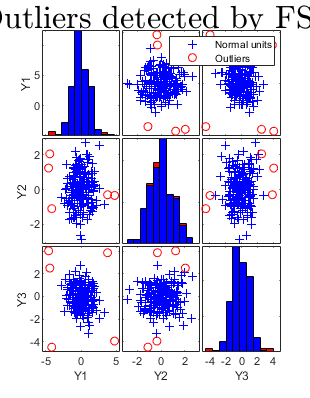 Outliers detected by FS
Normal units
Outliers
Y1
5
0
Y2
2
0
-2
Y3
2
0
-2
-4
-5 0 5 -2 0 2 -4 -2 0 2 4
Y1 Y2 Y3